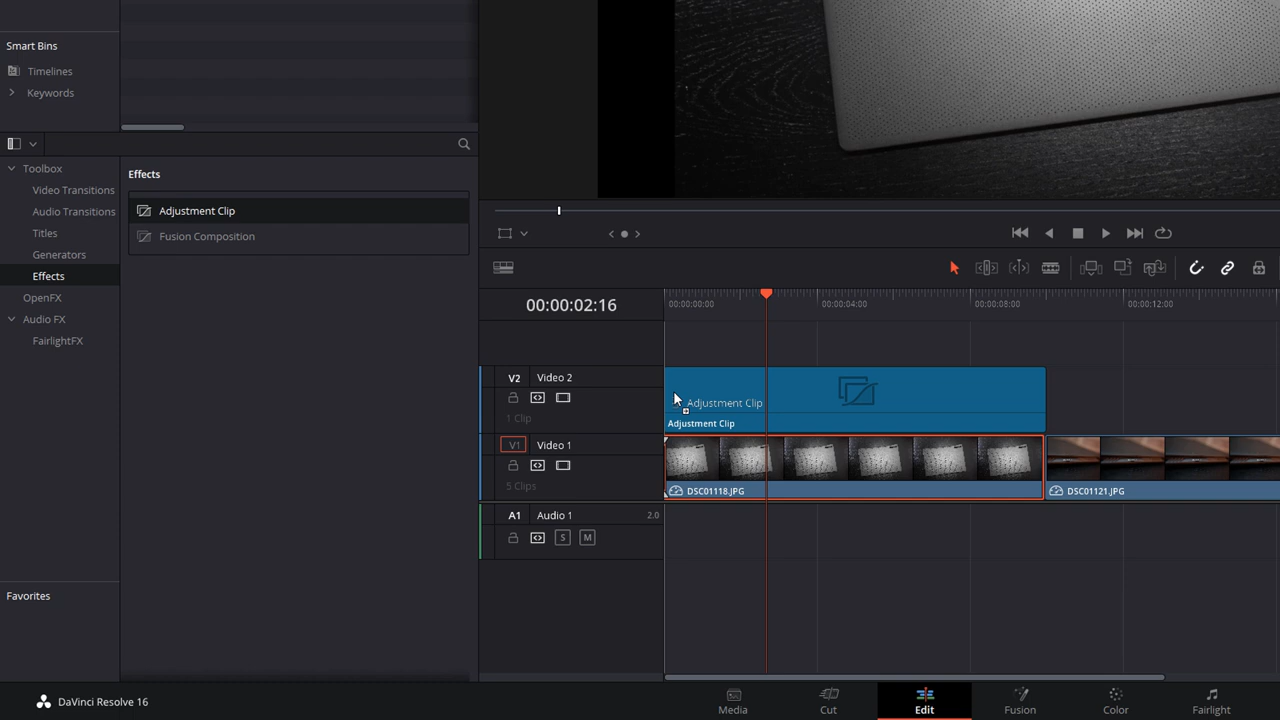 Smart Bins
Timelines
Keywords
Toolbox
Video Transitions
Audio Transitions
Titles
Generators
Effects
OpenFX
Audio FX
FairlightFX
Favorites
Effects
Adjustment Clip
Fusion Composition
00:00:02:16
00:00:00:00
00:00:04:00
00:00:08:00
00:00:12:00
V2 Video 2
1 Clip
Adjustment Clip
Adjustment Clip
V1 Video 1
5 Clips
DSC01118.JPG
DSC01121.JPG
A1 Audio 1 2.0
S M
DaVinci Resolve 16
Media
Cut
Edit
Fusion
Color
Fairlight